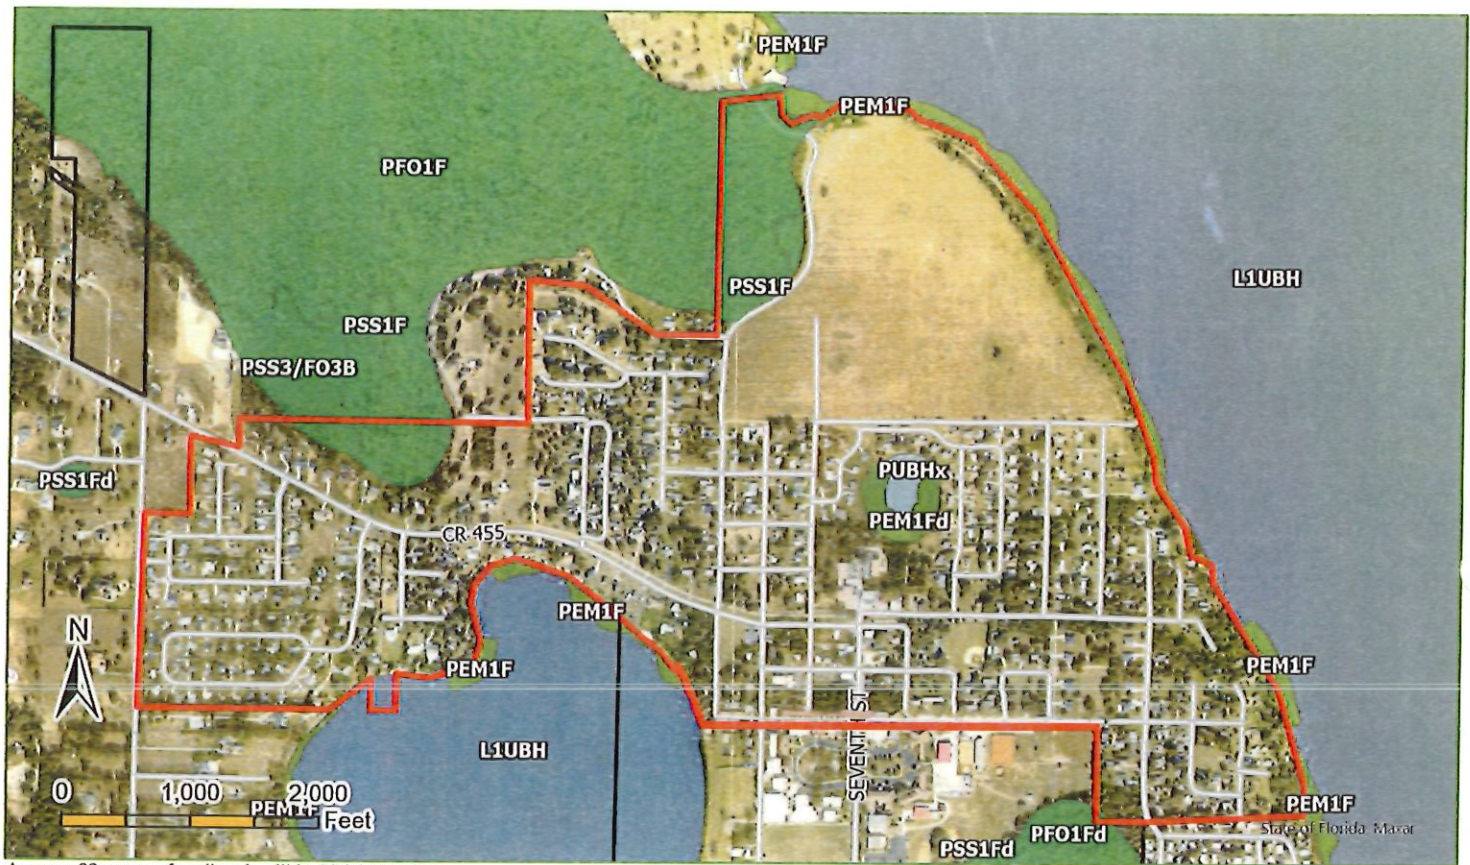 PEM1F
PEM1F
PFO1F
L1UBH
PSS1F
PSS1F
PSS3/FO3B
PUBHx
PSS1Fd
PEM1Fd
CR 455
PEM1F
N
PEM1F
PEM1F
SEVENTH ST
L1UBH
0 1,000 2,000
PEM1F
Feet
PEM1F
State of Florida, Maxar
PFO1Fd
PSS1Fd